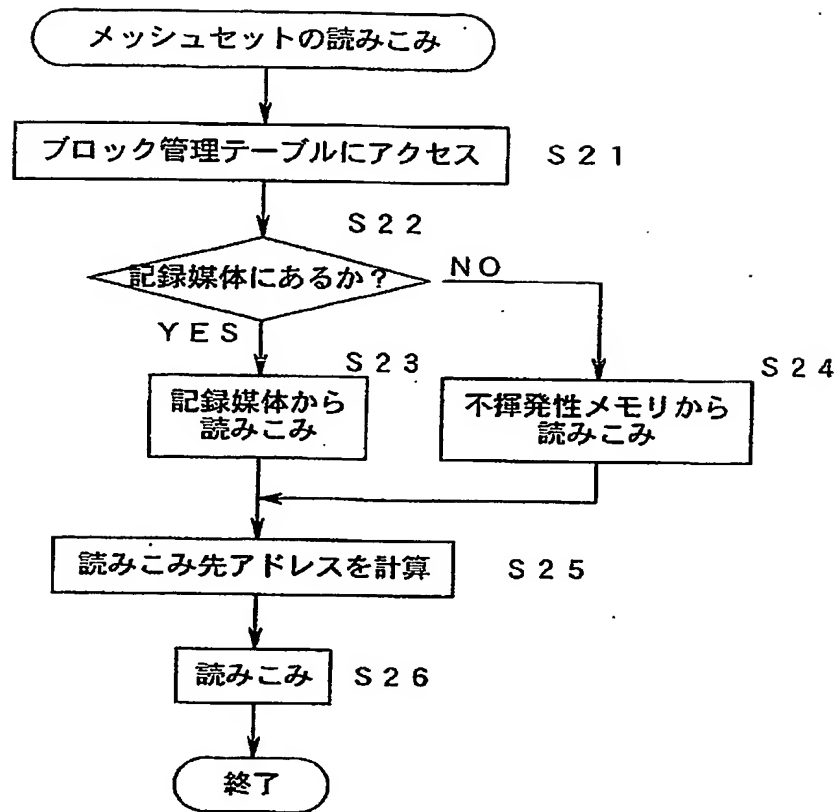 メッシュセットの読みこみ
ブロック管理テーブルにアクセス
S21
S22
記録媒体にあるか?
NO
YES
S23
S24
記録媒体から
読みこみ
不揮発性メモリから
読みこみ
読みこみ先アドレスを計算
S25
読みこみ
S26
終了